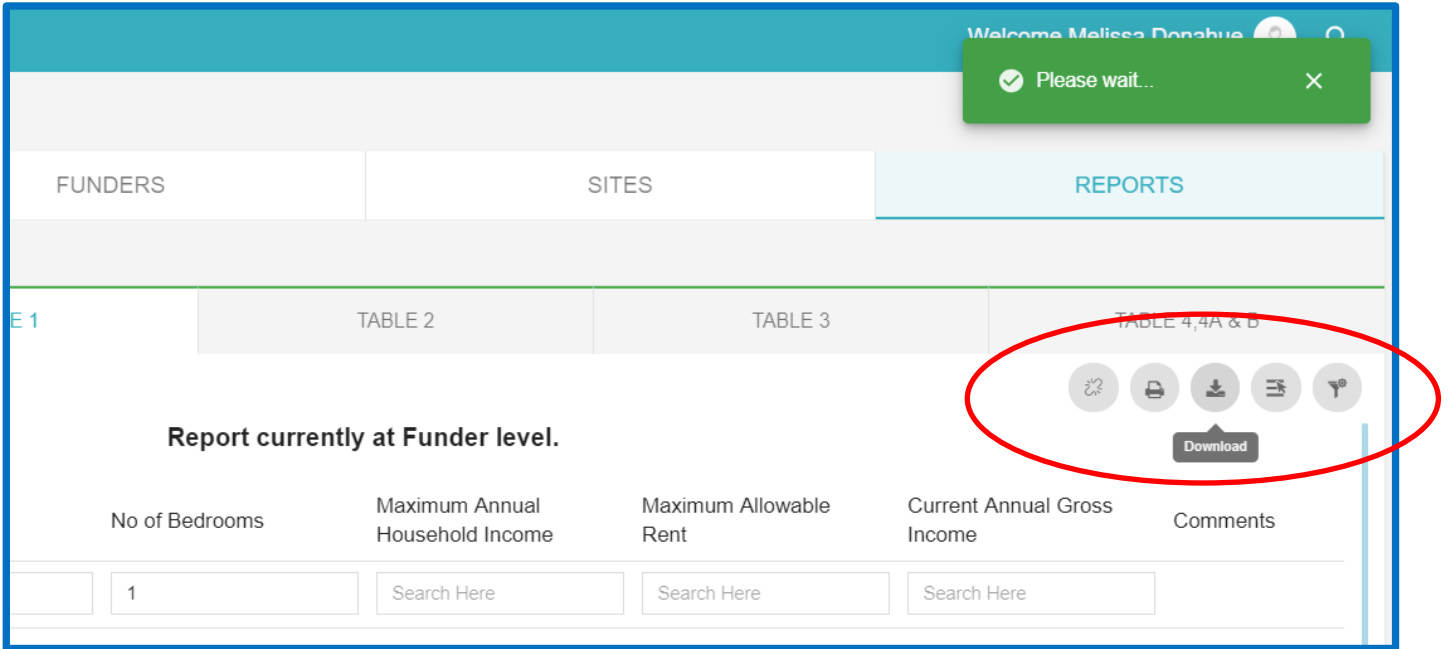 Welcome Melissa Donahue
Please wait...
FUNDERS
SITES
REPORTS
E 1
TABLE 2
TABLE 3
TABLE 4,4A & B
Report currently at Funder level.
Download
No of Bedrooms
Maximum Annual
Household Income
Maximum Allowable
Rent
Current Annual Gross
Income
Comments
1
Search Here
Search Here
Search Here